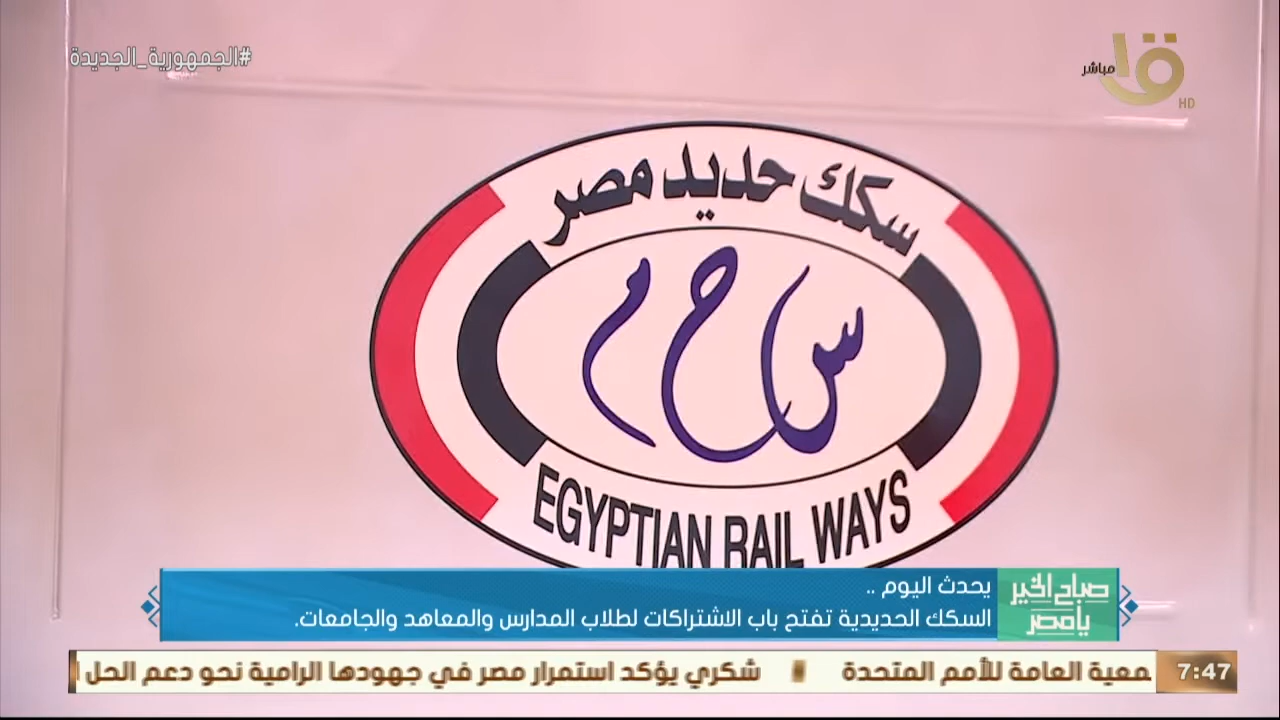 #الجمهورية_الجديدة
مباشر
HD
سكك حديد مصر
س ح م
EGYPTIAN RAIL WAYS
صباح الخير
يا مصر
يحدث اليوم ..
السكك الحديدية تفتح باب الاشتراكات لطلاب المدارس والمعاهد والجامعات.
7:47
معية العامة للأمم المتحدة
شكري يؤكد استمرار مصر في جهودها الرامية نحو دعم الحل ا